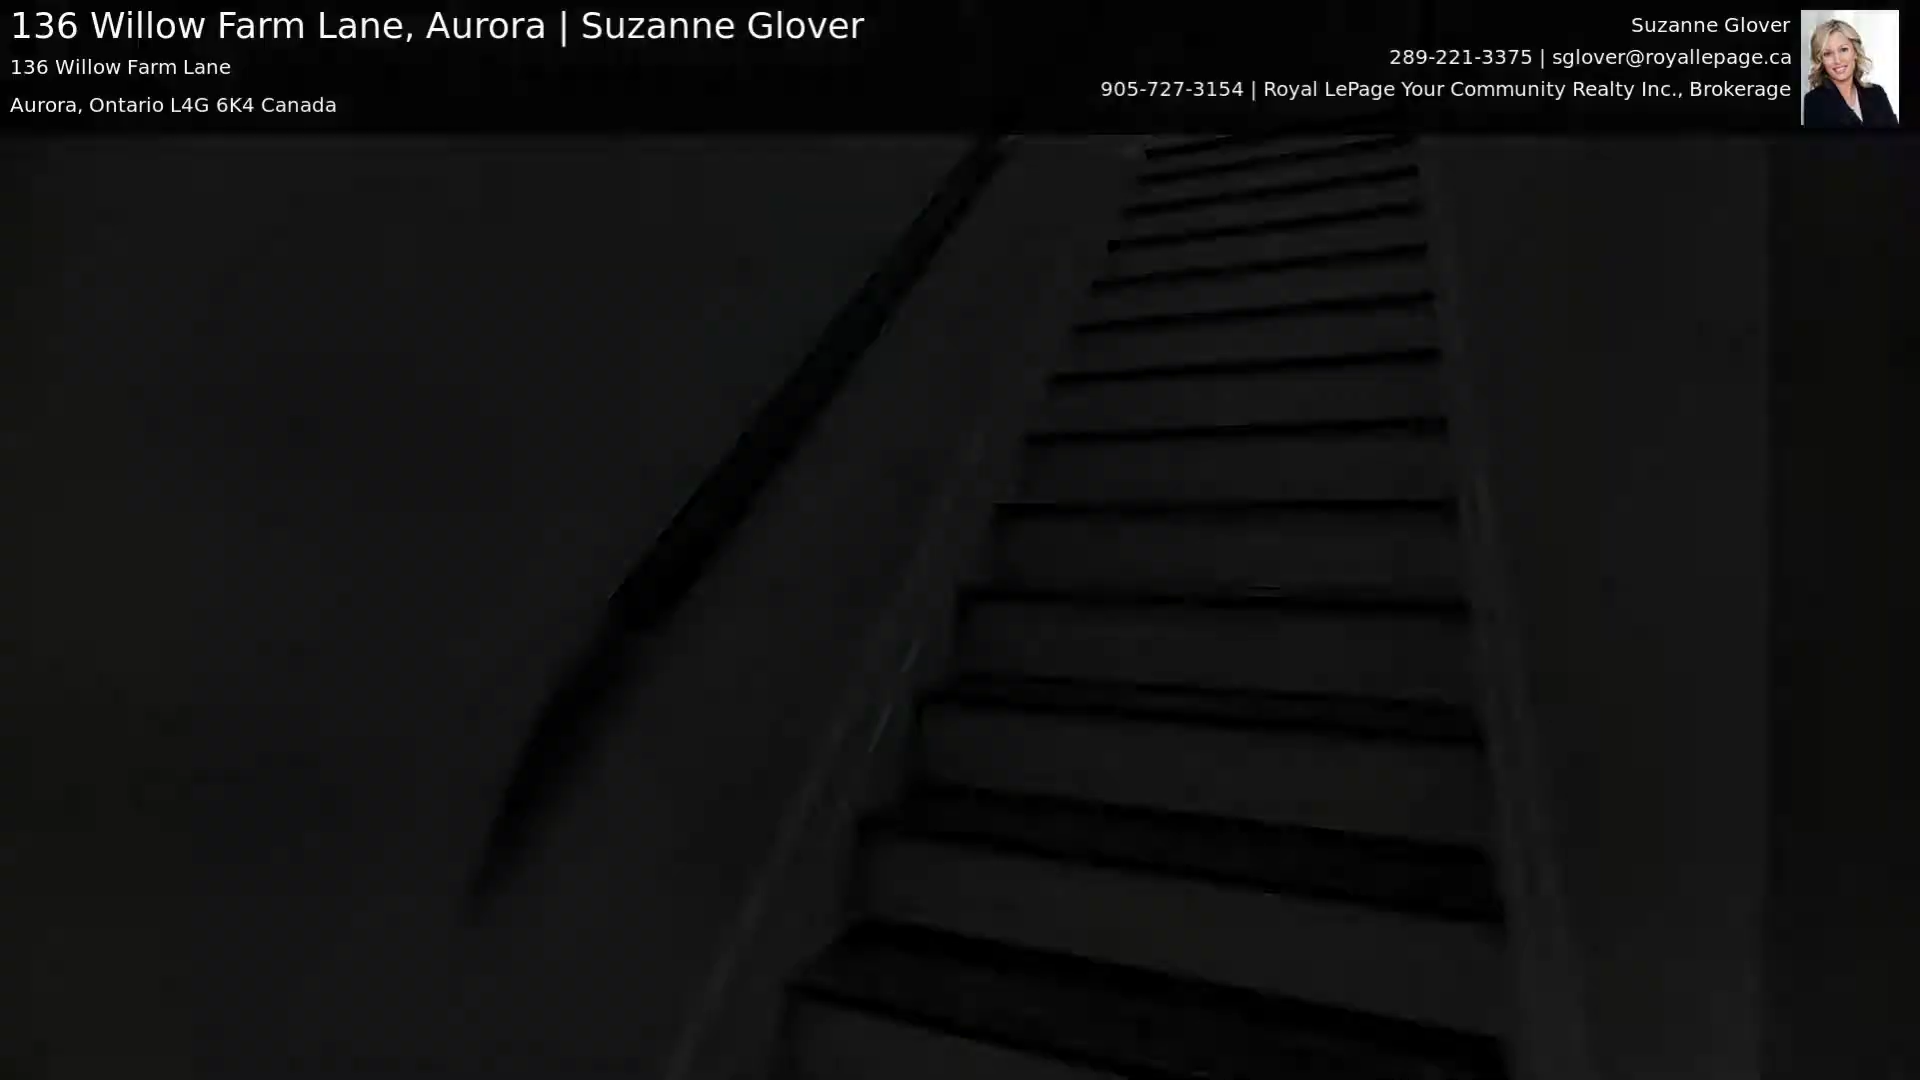 136 Willow Farm Lane, Aurora | Suzanne Glover
136 Willow Farm Lane
Aurora, Ontario L4G 6K4 Canada
Suzanne Glover
289-221-3375 | sglover@royallepage.ca
905-727-3154 | Royal LePage Your Community Realty Inc., Brokerage